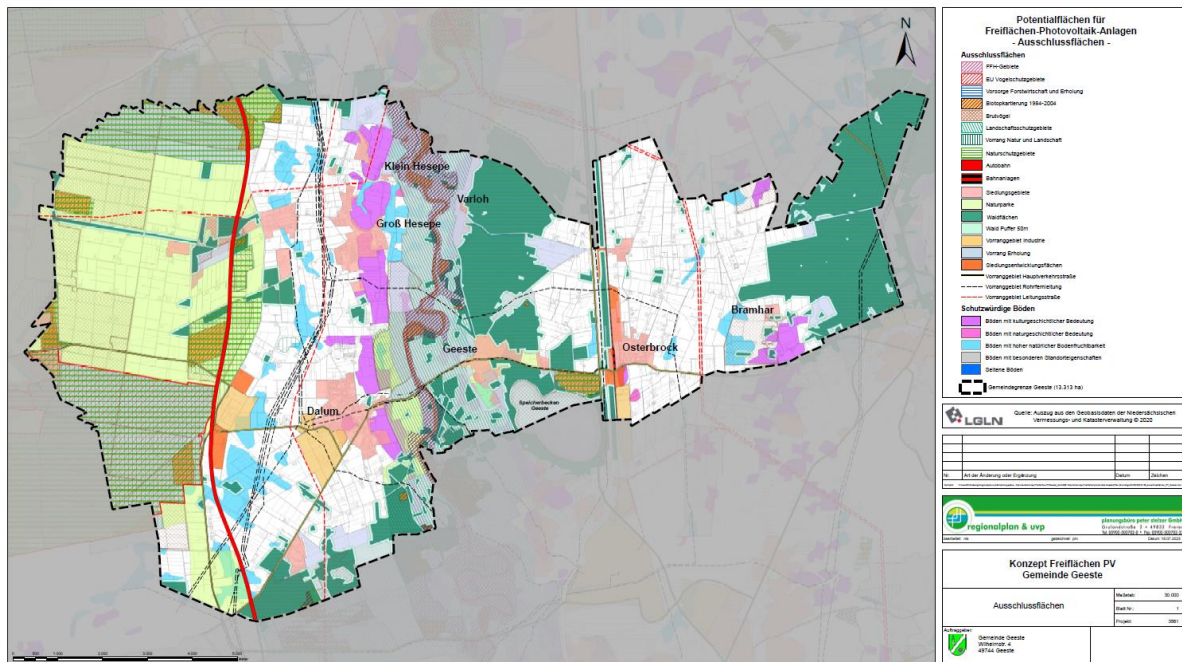 N
Klein Hesepe
Varloh
Groß Hesepe
Bramhar
Geeste
Osterbrock
Speicherbecken
Geeste
Dalum
Potentialflächen für
Freiflächen-Photovoltaik-Anlagen
- Ausschlussflächen -
Ausschlussflächen
FFH-Gebiete
EU Vogelschutzgebiete
Vorsorge Forstwirtschaft und Erholung
Biotopkartierung 1984-2004
Brutvögel
Landschaftsschutzgebiete
Vorrang Natur und Landschaft
Naturschutzgebiete
Autobahn
Bahnanlagen
Siedlungsgebiete
Naturparke
Waldflächen
Wald Puffer 50m
Vorranggebiet Industrie
Vorrang Erholung
Siedlungsentwicklungsflächen
Vorranggebiet Hauptverkehrsstraße
Vorranggebiet Rohrfernleitung
Vorranggebiet Leitungsstraße
Schutzwürdige Böden
Böden mit kulturgeschichtlicher Bedeutung
Böden mit naturgeschichtlicher Bedeutung
Böden mit hoher natürlicher Bodenfruchtbarkeit
Böden mit besonderen Standorteigenschaften
Seltene Böden
Gemeindegrenze Geeste (13.313 ha)
LGLN
Quelle: Auszug aus den Geobasisdaten der Niedersächsischen
Vermessungs- und Katasterverwaltung © 2020
Nr. Art der Änderung oder Ergänzung Datum Zeichen
regionalplan & uvp
planungsbüro peter stelzer GmbH
Konzept Freiflächen PV
Gemeinde Geeste
Ausschlussflächen
Maßstab: 30.000
Blatt Nr.: 1
Projekt:
Auftraggeber:
Gemeinde Geeste
Wilhelmstr. 4
49744 Geeste